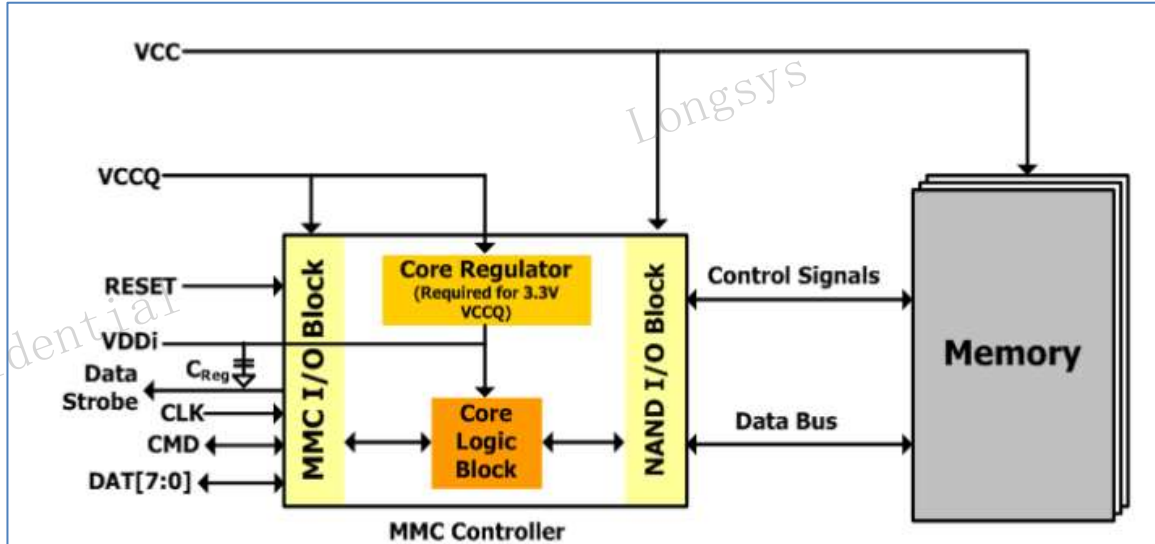 VCC
Longsys
VCCQ
Core Regulator
(Required for 3.3V
VCCQ)
RESET
VDDi
CReg
Data
Strobe
CLK
CMD
DAT[7:0]
MMC I/O Block
Core
Logic
Block
NAND I/O Block
Control Signals
Data Bus
Memory
MMC Controller
dential